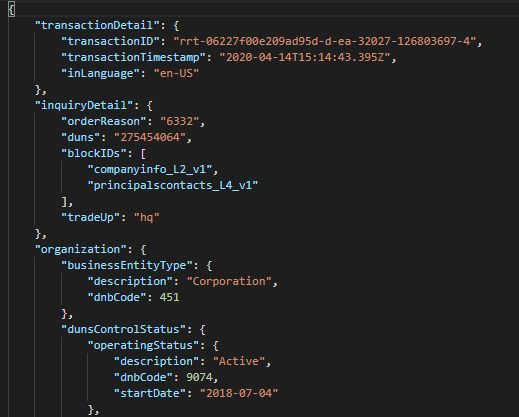 {
"transactionDetail": {
"transactionID": "rrt-06227f00e209ad95d-d-ea-32027-126803697-4",
"transactionTimestamp": "2020-04-14T15:14:43.395Z",
"inLanguage": "en-US"
},
"inquiryDetail": {
"orderReason": "6332",
"duns": "275454064",
"blockIDs": [
"companyinfo_L2_v1",
"principalscontacts_L4_v1"
],
"tradeUp": "hq"
},
"organization": {
"businessEntityType": {
"description": "Corporation",
"dnbCode": 451
},
"dunsControlStatus": {
"operatingStatus": {
"description": "Active",
"dnbCode": 9074,
"startDate": "2018-07-04"
},